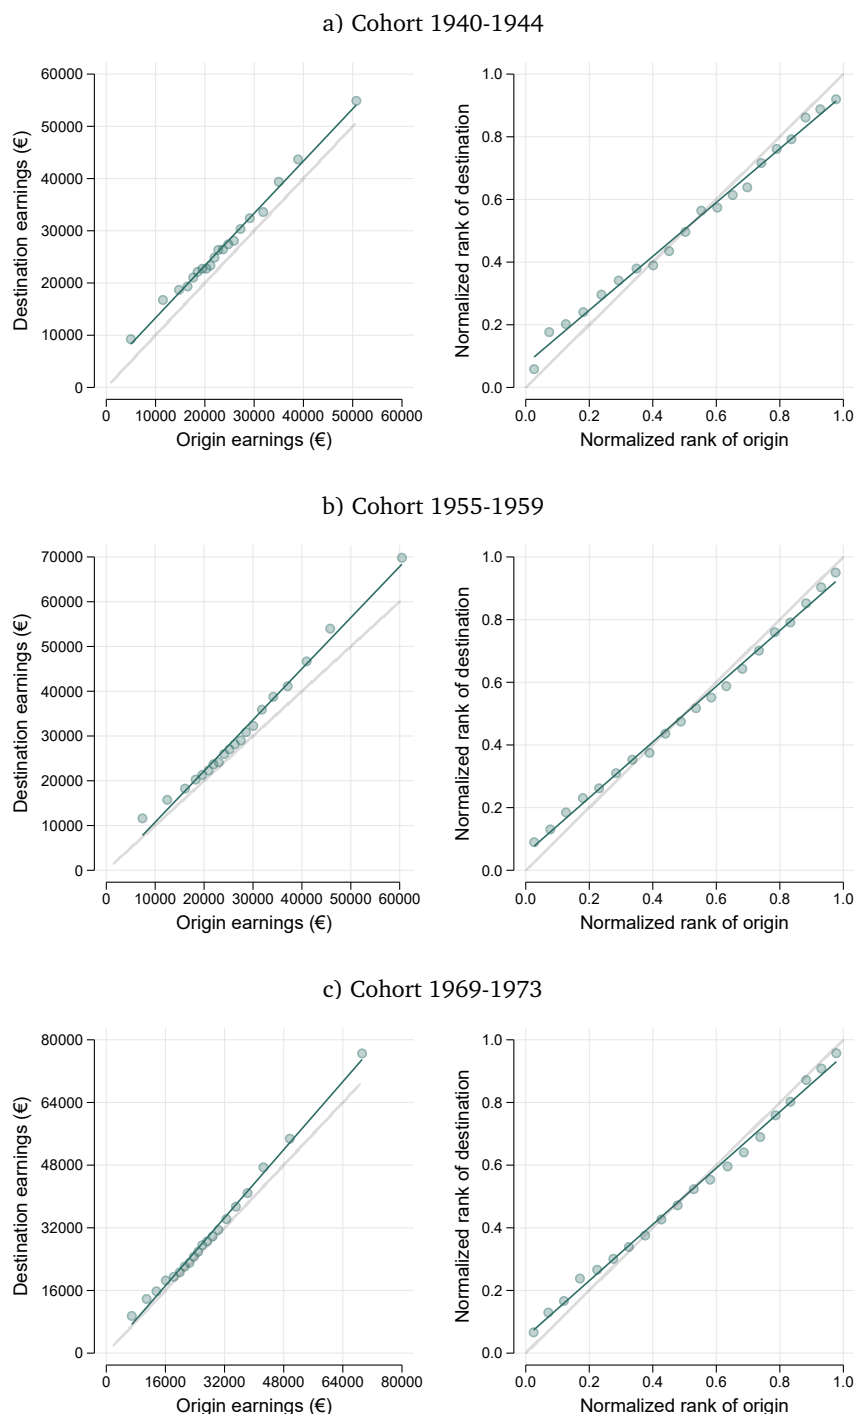 a) Cohort 1940-1944
60000
50000
40000
30000
20000
10000
0
Destination earnings (€)
0 10000 20000 30000 40000 50000 60000
Origin earnings (€)
1.0
0.8
0.6
0.4
0.2
0.0
Normalized rank of destination
0.0 0.2 0.4 0.6 0.8 1.0
Normalized rank of origin
b) Cohort 1955-1959
70000
60000
50000
40000
30000
20000
10000
0
Destination earnings (€)
0 10000 20000 30000 40000 50000 60000
Origin earnings (€)
1.0
0.8
0.6
0.4
0.2
0.0
Normalized rank of destination
0.0 0.2 0.4 0.6 0.8 1.0
Normalized rank of origin
c) Cohort 1969-1973
80000
64000
48000
32000
16000
0
Destination earnings (€)
0 16000 32000 48000 64000 80000
Origin earnings (€)
1.0
0.8
0.6
0.4
0.2
0.0
Normalized rank of destination
0.0 0.2 0.4 0.6 0.8 1.0
Normalized rank of origin